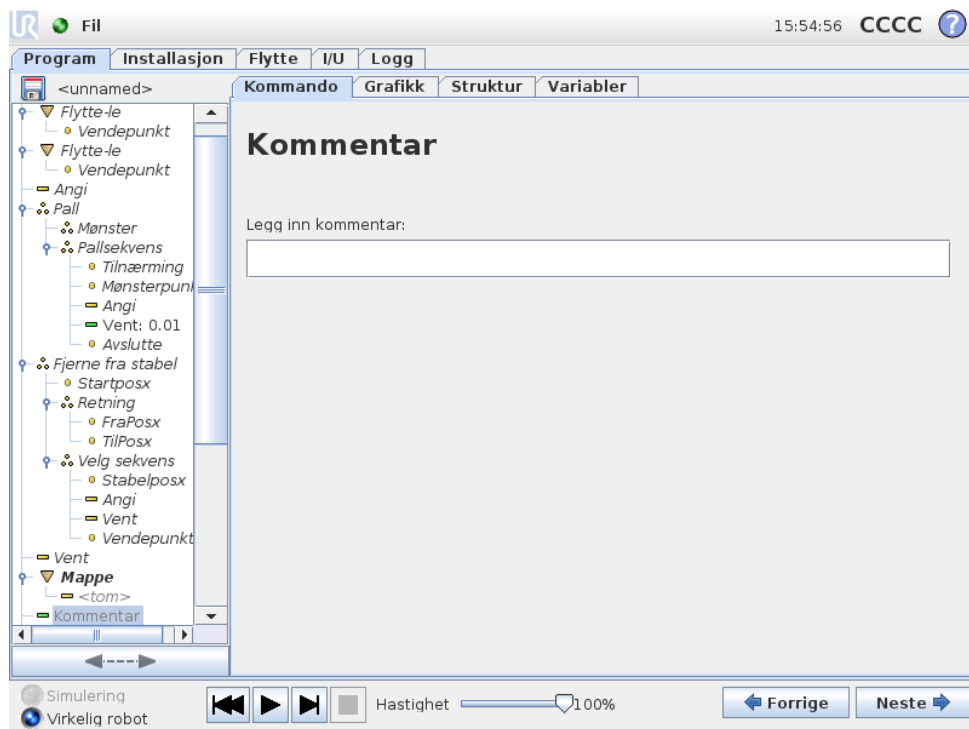 UR Fil 15:54:56 CCCC ?
Program Installasjon Flytte I/U Logg
<unnamed>
Kommando Grafikk Struktur Variabler
Flytte-le
Vendepunkt
Flytte-le
Vendepunkt
Angi
Pall
Mønster
Pallsekvens
Tilnærming
Mønsterpunl
Angi
Vent: 0.01
Avslutte
Fjerne fra stabel
Startposx
Retning
FraPosx
TilPosx
Velg sekvens
Stabelposx
Angi
Vent
Vendepunkt
Vent
Mappe
<tom>
Kommentar
Kommentar
Legg inn kommentar:
Simulering
Virkelig robot
Hastighet 100%
Forrige Neste